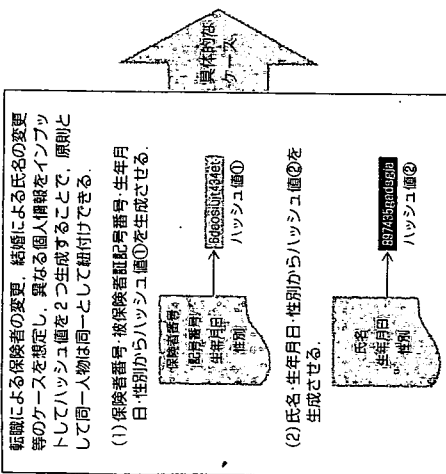 転職による保険者の変更，結婚による氏名の変更
等のケースを想定し，異なる個人情報をインプッ
トしてハッシュ値を２つ生成することで，原則と
して同一人物は同一として紐付けできる．
(1) 保険者番号・被保険者証記号番号・生年月
日・性別からハッシュ値①を生成させる．
保険者番号
記号番号
生年月日
性別
ハッシュ値①
(2) 氏名・生年月日・性別からハッシュ値②を
生成させる．
氏名
生年月日
性別
ハッシュ値②
具体的な
ケース